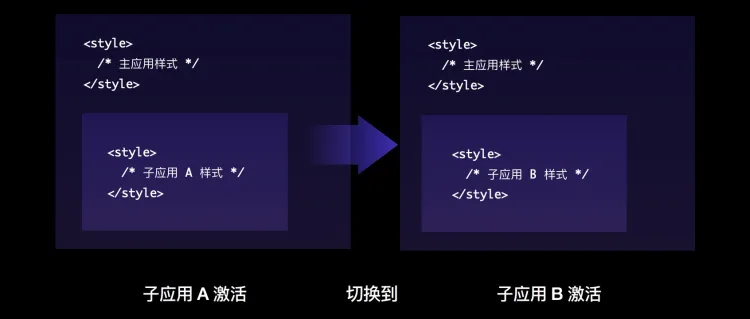 <style>
/* 主应用样式 */
</style>
<style>
/* 子应用 A 样式 */
</style>
<style>
/* 主应用样式 */
</style>
<style>
/* 子应用 B 样式 */
</style>
子应用 A 激活
切换到
子应用 B 激活